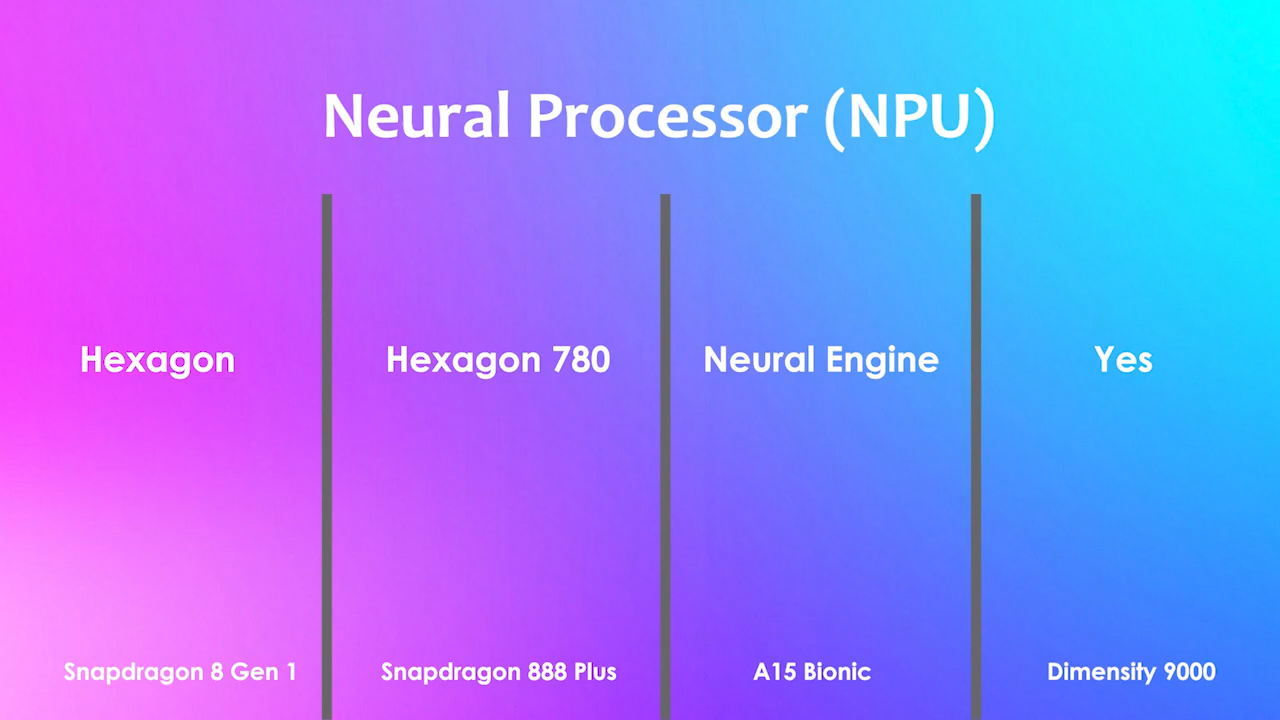 Neural Processor (NPU)
Hexagon
Hexagon 780
Neural Engine
Yes
Snapdragon 8 Gen 1
Snapdragon 888 Plus
A15 Bionic
Dimensity 9000